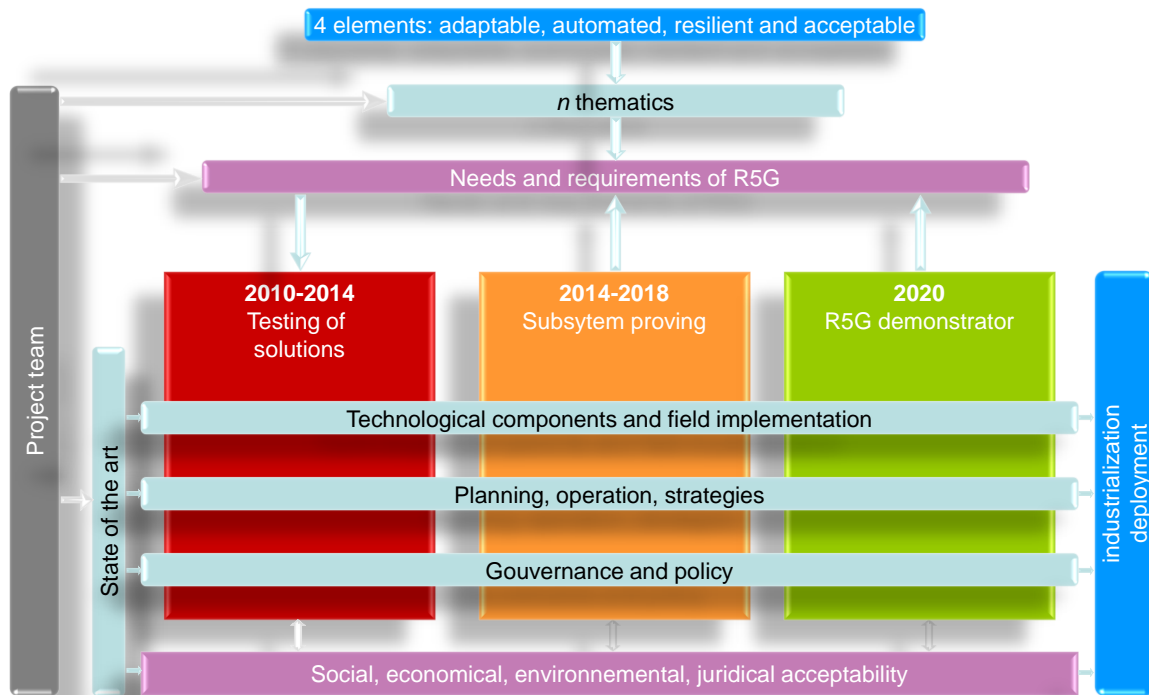 4 elements: adaptable, automated, resilient and acceptable
n thematics
Needs and requirements of R5G
Project team
State of the art
2010-2014
Testing of
solutions
2014-2018
Subsytem proving
2020
R5G demonstrator
Technological components and field implementation
Planning, operation, strategies
Gouvernance and policy
Social, economical, environnemental, juridical acceptability
industrialization
deployment